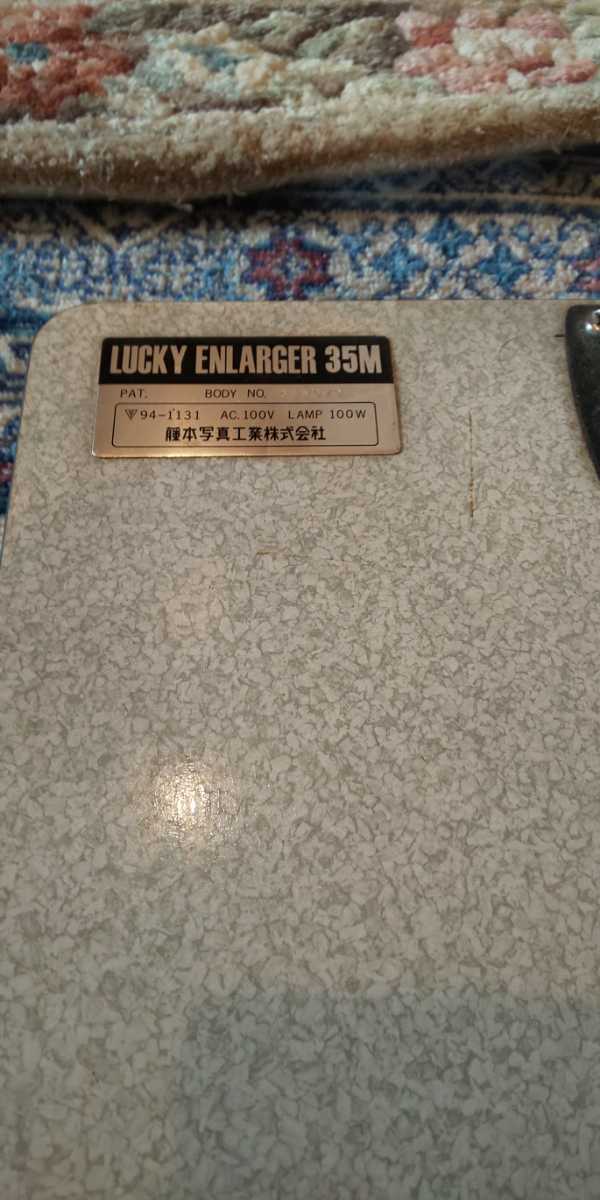 LUCKY ENLARGER 35M
PAT. BODY NO.
94-1131 AC.100V LAMP 100W
藤本写真工業株式会社